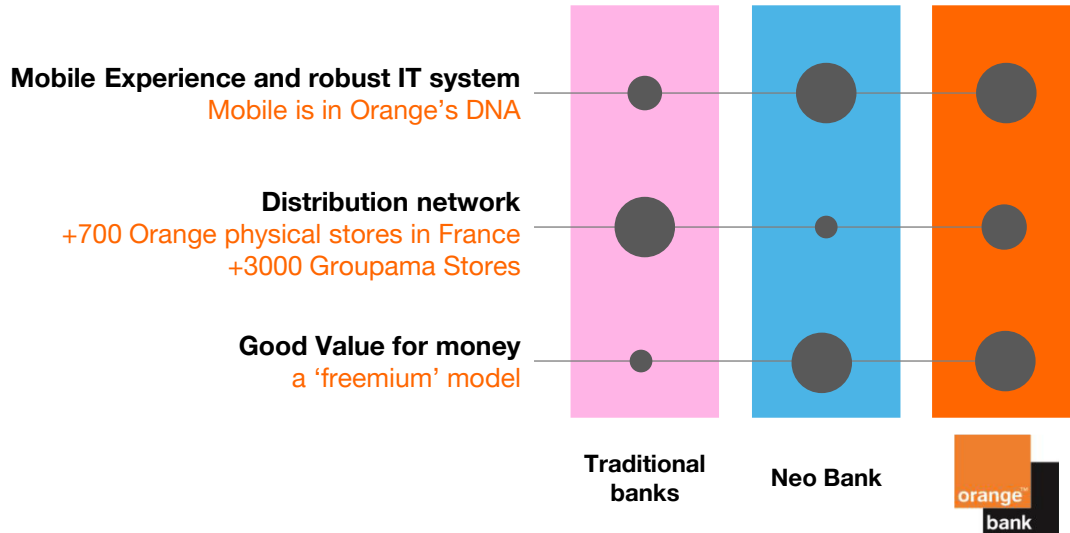 Mobile Experience and robust IT system
Mobile is in Orange’s DNA
Distribution network
+700 Orange physical stores in France
+3000 Groupama Stores
Good Value for money
a ‘freemium’ model
Traditional
banks
Neo Bank
orange™
bank